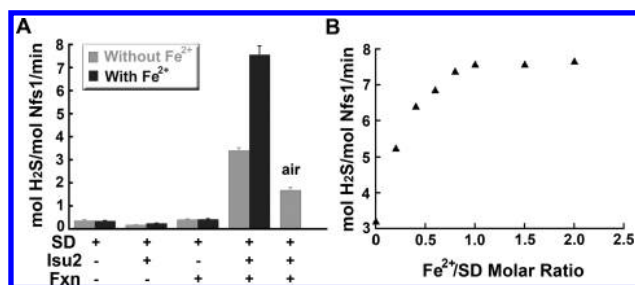 A
mol H2S/mol Nfs1/min
8
7
6
5
4
3
2
1
0
Without Fe2+
With Fe2+
air
SD + + + + +
Isu2 - + - + +
Fxn - - + + +
B
mol H2S/mol Nfs1/min
8
7
6
5
4
3
0 0.5 1.0 1.5 2.0 2.5
Fe2+/SD Molar Ratio